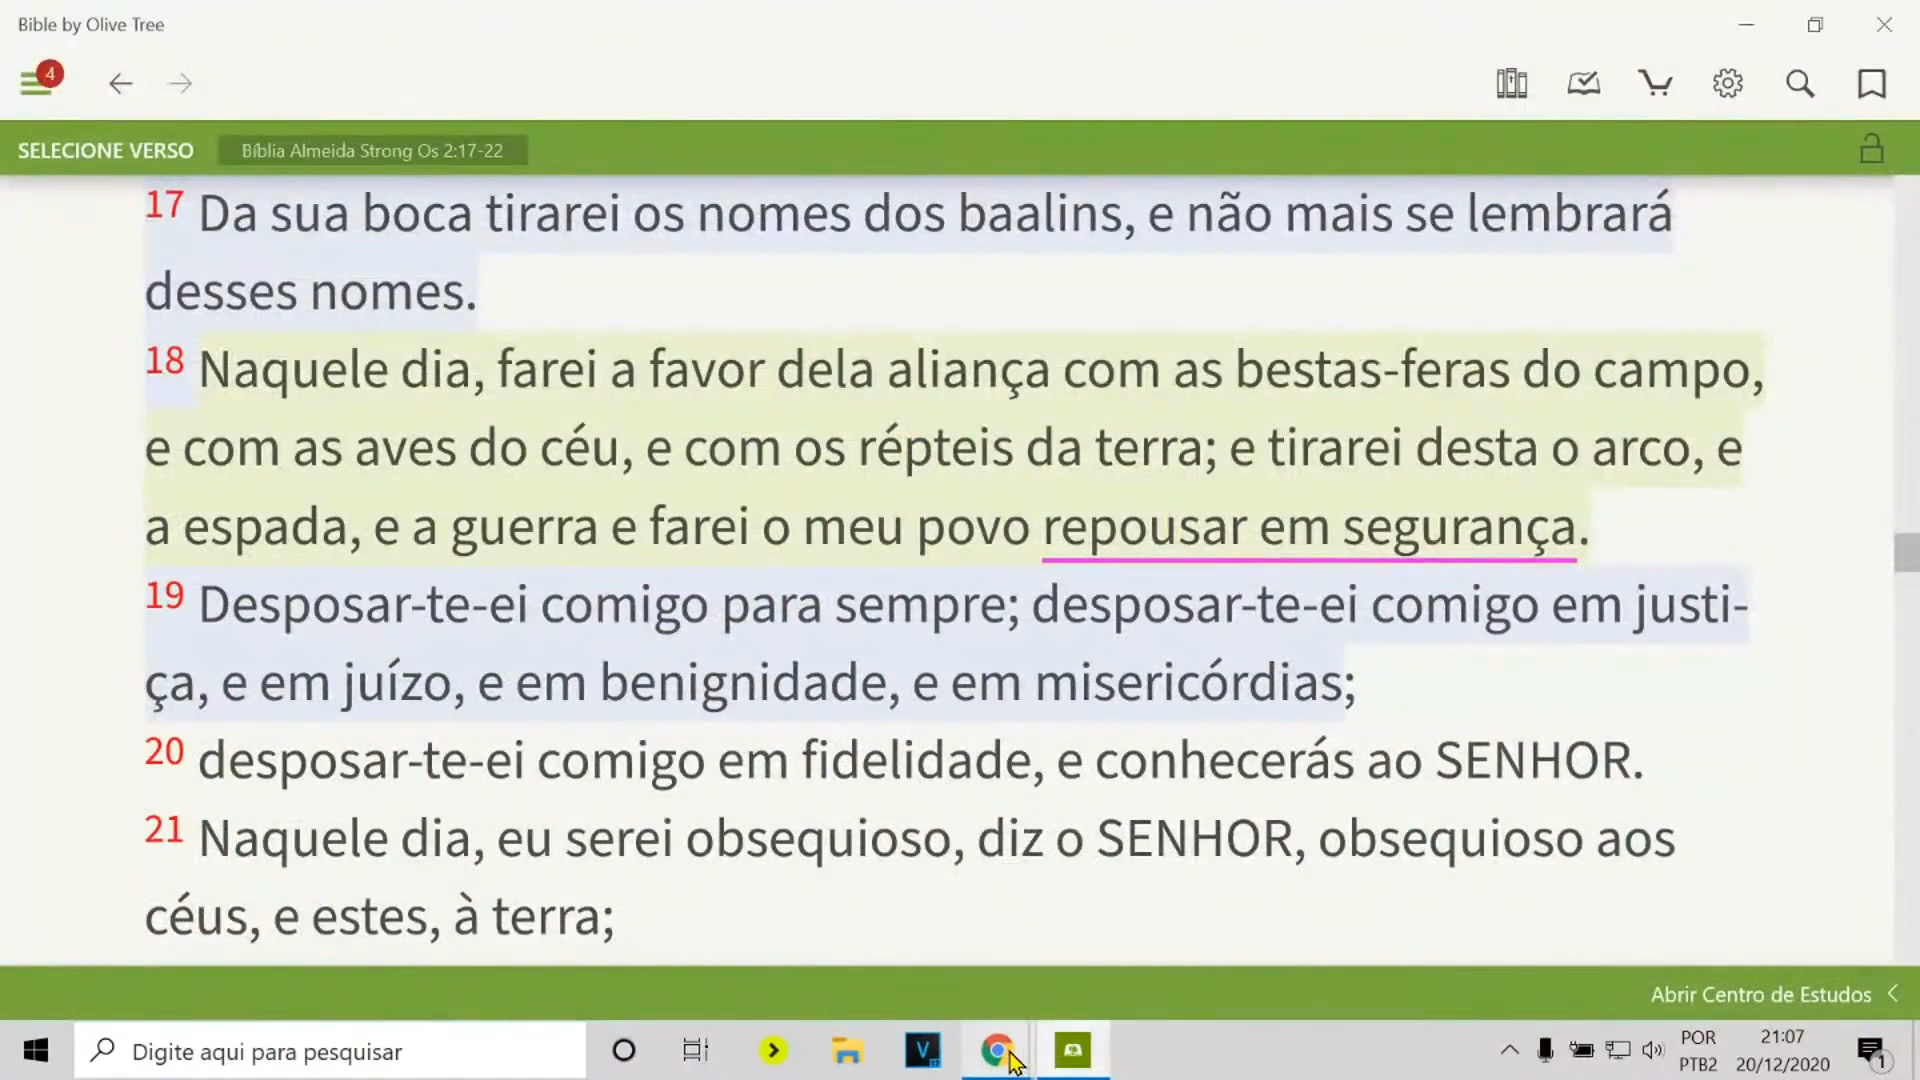 Bible by Olive Tree
4
SELECIONE VERSO
Bíblia Almeida Strong Os 2:17-22
17 Da sua boca tirarei os nomes dos baalins, e não mais se lembrará
desses nomes.
18 Naquele dia, farei a favor dela aliança com as bestas-feras do campo,
e com as aves do céu, e com os répteis da terra; e tirarei desta o arco, e
a espada, e a guerra e farei o meu povo repousar em segurança.
19 Desposar-te-ei comigo para sempre; desposar-te-ei comigo em justi-
ça, e em juízo, e em benignidade, e em misericórdias;
20 desposar-te-ei comigo em fidelidade, e conhecerás ao SENHOR.
21 Naquele dia, eu serei obsequioso, diz o SENHOR, obsequioso aos
céus, e estes, à terra;
Abrir Centro de Estudos
Digite aqui para pesquisar
V
POR
PTB2
21:07
20/12/2020
1